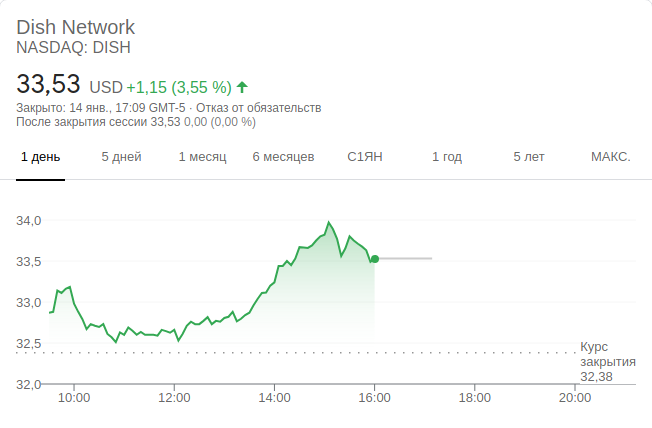 Dish Network
NASDAQ: DISH
33,53 USD +1,15 (3,55 %)
Закрыто: 14 янв., 17:09 GMT-5 · Отказ от обязательств
После закрытия сессии 33,53 0,00 (0,00 %)
1 день 5 дней 1 месяц 6 месяцев С1ЯН 1 год 5 лет МАКС.
34,0
33,5
33,0
32,5
Курс
закрытия
32,38
32,0
10:00 12:00 14:00 16:00 18:00 20:00